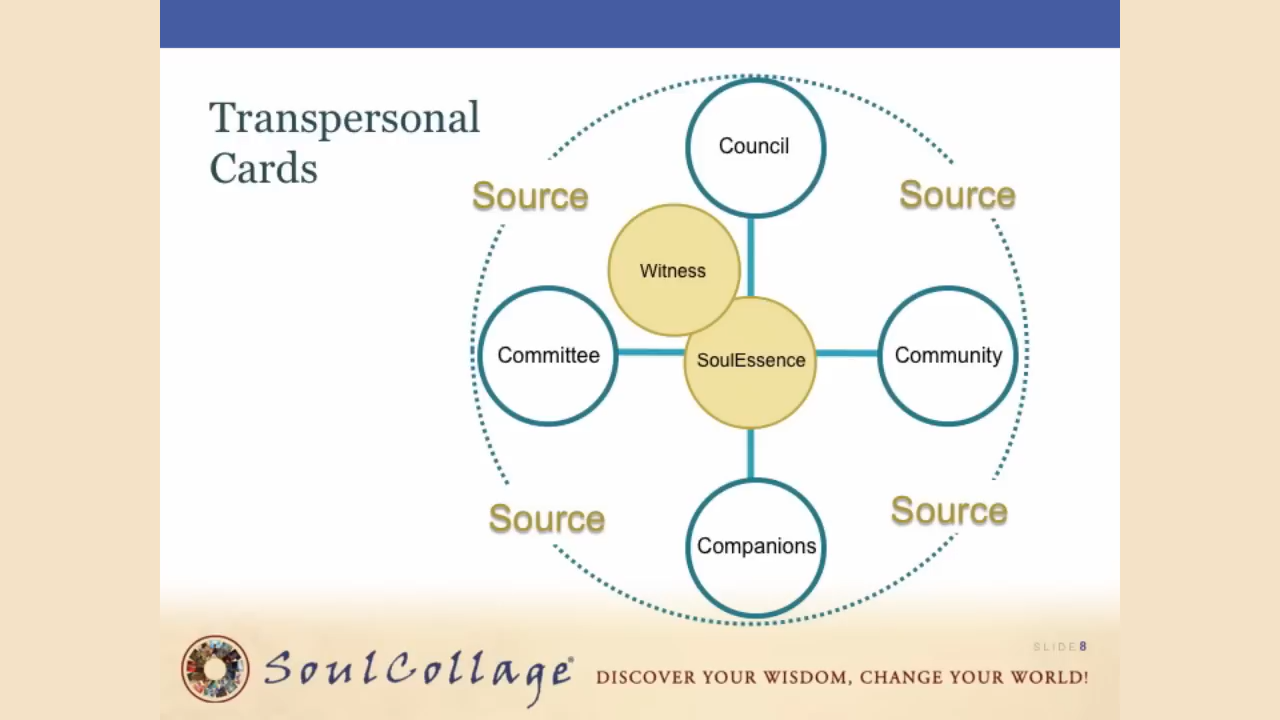 Transpersonal
Cards
Council
Source
Source
Witness
Committee
SoulEssence
Community
Source
Source
Companions
SLIDE 8
SoulCollage®
DISCOVER YOUR WISDOM, CHANGE YOUR WORLD!